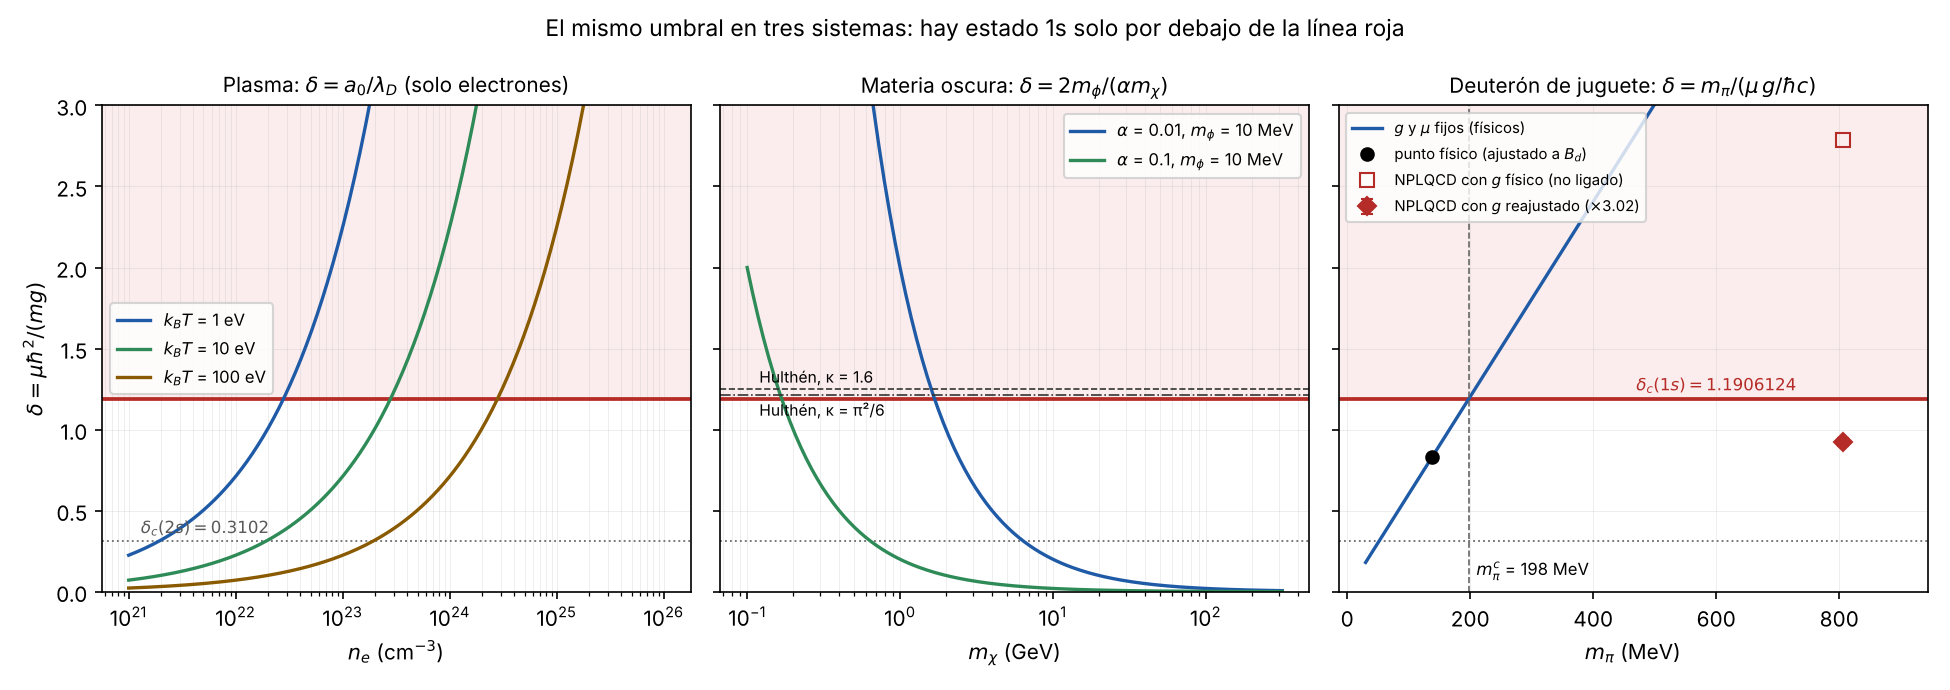 El mismo umbral en tres sistemas: hay estado 1s solo por debajo de la línea roja
Plasma: δ = a₀/λ_D (solo electrones)
δ = μħ²/(mg)
3.0
2.5
2.0
1.5
1.0
0.5
0.0
k_BT = 1 eV
k_BT = 10 eV
k_BT = 100 eV
δ_c(2s) = 0.3102
10²¹
10²²
10²³
10²⁴
10²⁵
10²⁶
n_e (cm⁻³)
Materia oscura: δ = 2m_ϕ/(αm_χ)
α = 0.01, m_ϕ = 10 MeV
α = 0.1, m_ϕ = 10 MeV
Hulthén, κ = 1.6
Hulthén, κ = π²/6
10⁻¹
10⁰
10¹
10²
m_χ (GeV)
Deuterón de juguete: δ = m_π/(μ g/ħc)
g y μ fijos (físicos)
punto físico (ajustado a B_d)
NPLQCD con g físico (no ligado)
NPLQCD con g reajustado (×3.02)
δ_c(1s) = 1.1906124
m_π^c = 198 MeV
0
200
400
600
800
m_π (MeV)